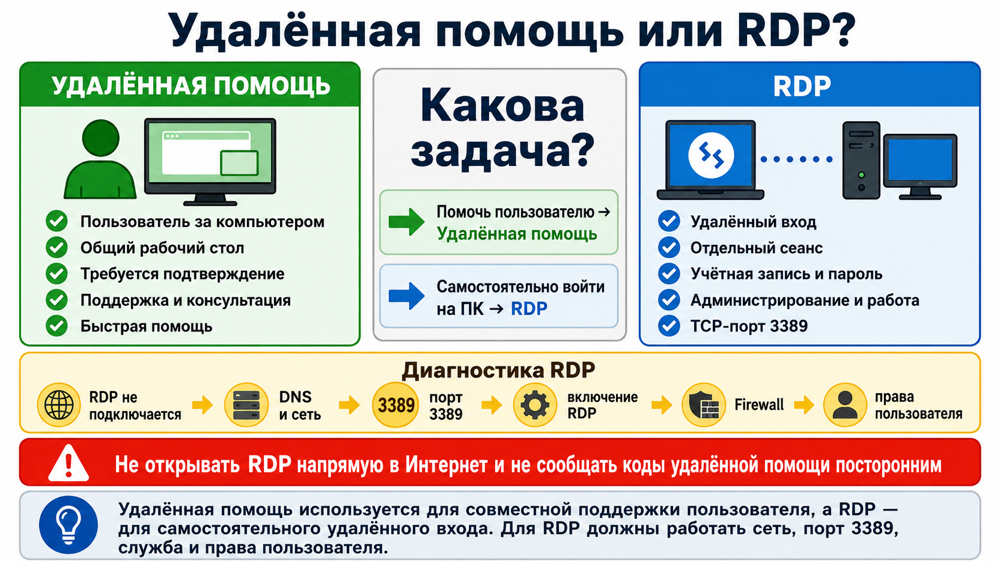 Удалённая помощь или RDP?
УДАЛЁННАЯ ПОМОЩЬ
Пользователь за компьютером
Общий рабочий стол
Требуется подтверждение
Поддержка и консультация
Быстрая помощь
Какова
задача?
Помочь пользователю →
Удалённая помощь
Самостоятельно войти
на ПК → RDP
RDP
Удалённый вход
Отдельный сеанс
Учётная запись и пароль
Администрирование и работа
TCP-порт 3389
Диагностика RDP
RDP не
подключается
DNS
и сеть
3389
порт
3389
включение
RDP
Firewall
права
пользователя
Не открывать RDP напрямую в Интернет и не сообщать коды удалённой помощи посторонним
Удалённая помощь используется для совместной поддержки пользователя, а RDP —
для самостоятельного удалённого входа. Для RDP должны работать сеть, порт 3389,
служба и права пользователя.